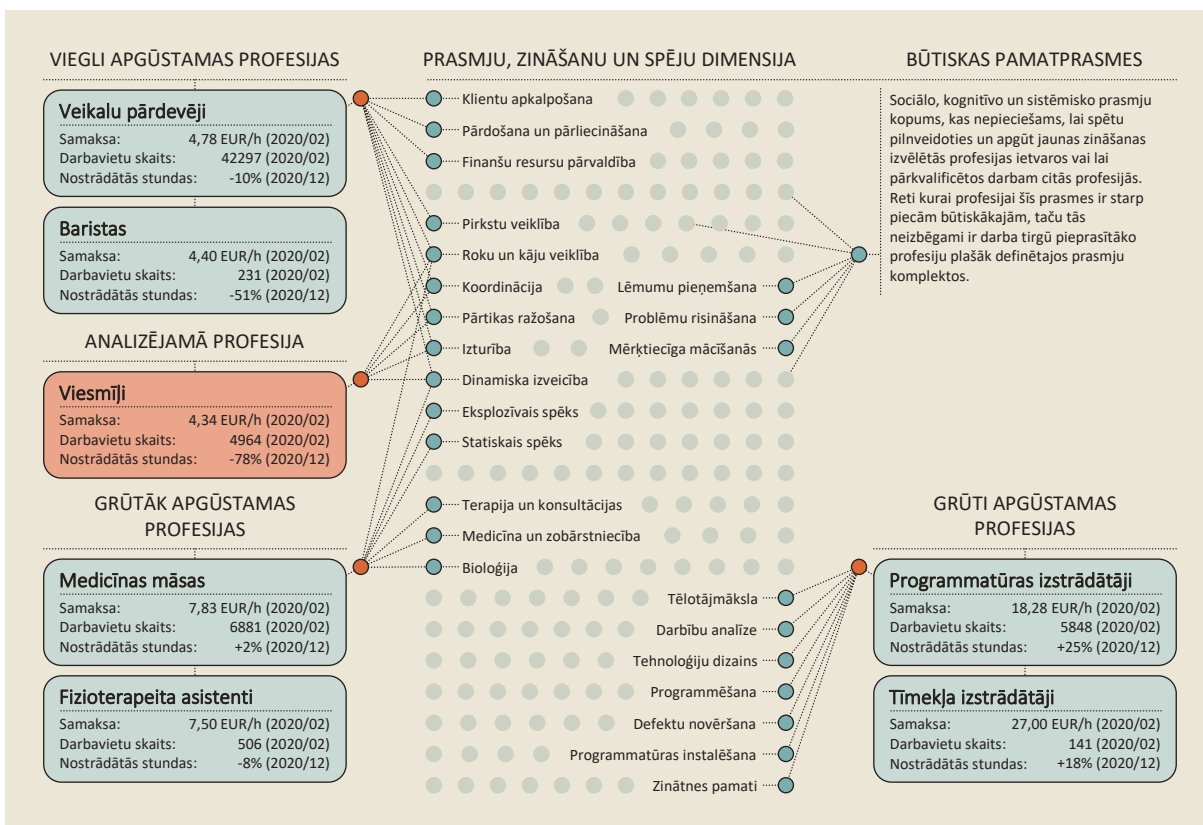 VIEGLI APGŪSTAMAS PROFESIJAS
Veikalu pārdevēji
Samaksa: 4,78 EUR/h (2020/02)
Darbavietu skaits: 42297 (2020/02)
Nostrādātās stundas: -10% (2020/12)
Baristas
Samaksa: 4,40 EUR/h (2020/02)
Darbavietu skaits: 231 (2020/02)
Nostrādātās stundas: -51% (2020/12)
ANALIZĒJAMĀ PROFESIJA
Viesmīļi
Samaksa: 4,34 EUR/h (2020/02)
Darbavietu skaits: 4964 (2020/02)
Nostrādātās stundas: -78% (2020/12)
GRŪTĀK APGŪSTAMAS
PROFESIJAS
Medicīnas māsas
Samaksa: 7,83 EUR/h (2020/02)
Darbavietu skaits: 6881 (2020/02)
Nostrādātās stundas: +2% (2020/12)
Fizioterapeita asistenti
Samaksa: 7,50 EUR/h (2020/02)
Darbavietu skaits: 506 (2020/02)
Nostrādātās stundas: -8% (2020/12)
PRASMJU, ZINĀŠANU UN SPĒJU DIMENSIJA
Klientu apkalpošana
Pārdošana un pārliecināšana
Finanšu resursu pārvaldība
Pirkstu veiklība
Roku un kāju veiklība
Koordinācija
Lēmumu pieņemšana
Pārtikas ražošana
Problēmu risināšana
Izturība
Mērķtiecīga mācīšanās
Dinamiska izveicība
Eksplozīvais spēks
Statiskais spēks
Terapija un konsultācijas
Medicīna un zobārstniecība
Bioloģija
Tēlotājmāksla
Darbību analīze
Tehnoloģiju dizains
Programmēšana
Defektu novēršana
Programmatūras instalēšana
Zinātnes pamati
BŪTISKAS PAMATPRASMES
Sociālo, kognitīvo un sistēmisko prasmju
kopums, kas nepieciešams, lai spētu
pilnveidoties un apgūt jaunas zināšanas
izvēlētās profesijas ietvaros vai lai
pārkvalificētos darbam citās profesijās.
Reti kurai profesijai šīs prasmes ir starp
piecām būtiskākajām, taču tās
neizbēgami ir darba tirgū pieprasītāko
profesiju plašāk definētajos prasmju
komplektos.
GRŪTI APGŪSTAMAS
PROFESIJAS
Programmatūras izstrādātāji
Samaksa: 18,28 EUR/h (2020/02)
Darbavietu skaits: 5848 (2020/02)
Nostrādātās stundas: +25% (2020/12)
Tīmekļa izstrādātāji
Samaksa: 27,00 EUR/h (2020/02)
Darbavietu skaits: 141 (2020/02)
Nostrādātās stundas: +18% (2020/12)